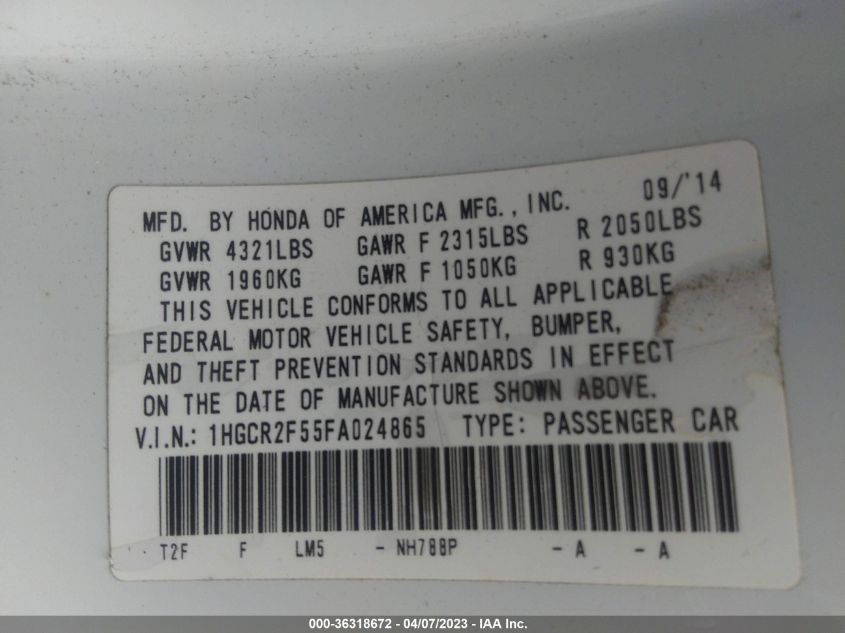 09/'14
MFD. BY HONDA OF AMERICA MFG., INC.
GVWR 4321LBS GAWR F 2315LBS R 2050LBS
GVWR 1960KG GAWR F 1050KG R 930KG
THIS VEHICLE CONFORMS TO ALL APPLICABLE
FEDERAL MOTOR VEHICLE SAFETY, BUMPER,
AND THEFT PREVENTION STANDARDS IN EFFECT
ON THE DATE OF MANUFACTURE SHOWN ABOVE.
V.I.N.: 1HGCR2F55FA024865 TYPE: PASSENGER CAR
T2F F LM5 - NH788P - A - A
000-36318672 - 04/07/2023 - IAA Inc.